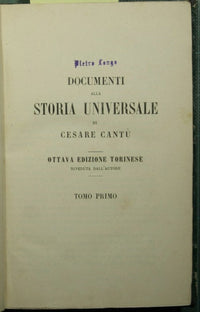 Pietro Longo
DOCUMENTI
ALLA
STORIA UNIVERSALE
DI
CESARE CANTÙ
OTTAVA EDIZIONE TORINESE
RIVEDUTA DALL'AUTORE
TOMO PRIMO